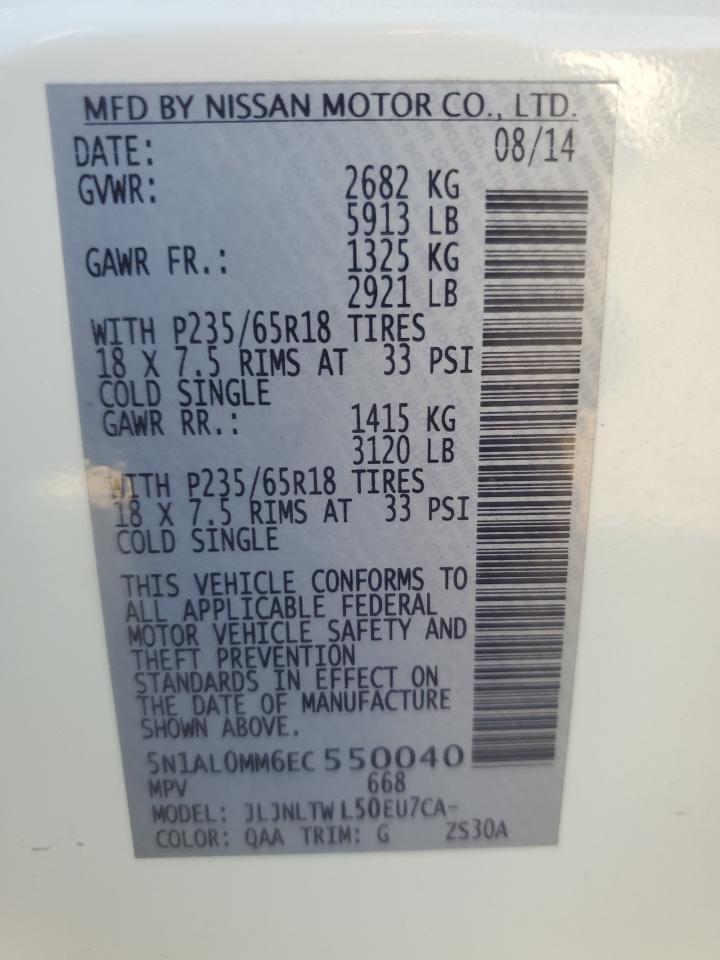 MFD BY NISSAN MOTOR CO., LTD.
DATE: 08/14
GVWR: 2682 KG
5913 LB
GAWR FR.: 1325 KG
2921 LB
WITH P235/65R18 TIRES
18 X 7.5 RIMS AT 33 PSI
COLD SINGLE
GAWR RR.: 1415 KG
3120 LB
WITH P235/65R18 TIRES
18 X 7.5 RIMS AT 33 PSI
COLD SINGLE
THIS VEHICLE CONFORMS TO
ALL APPLICABLE FEDERAL
MOTOR VEHICLE SAFETY AND
THEFT PREVENTION
STANDARDS IN EFFECT ON
THE DATE OF MANUFACTURE
SHOWN ABOVE.
5N1AL0MM6EC550040
MPV 668
MODEL: JLJNLTWL50EU7CA-
COLOR: QAA TRIM: G ZS30A